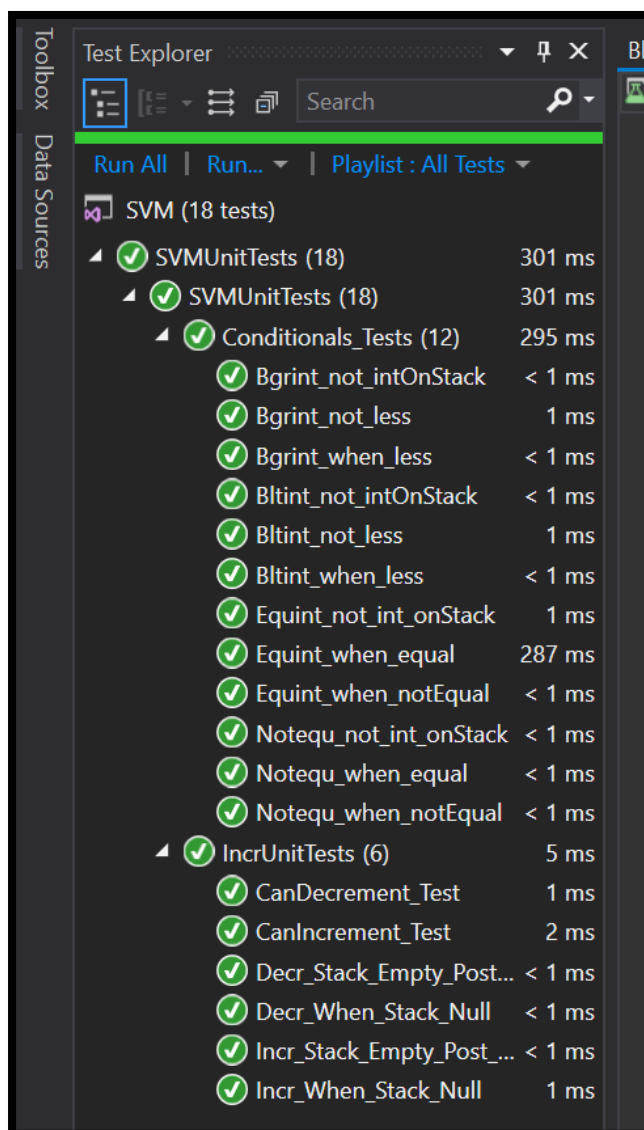 Toolbox
Data Sources
Test Explorer
Search
Run All | Run... | Playlist : All Tests
SVM (18 tests)
SVMUnitTests (18) 301 ms
SVMUnitTests (18) 301 ms
Conditionals_Tests (12) 295 ms
Bgrint_not_intOnStack < 1 ms
Bgrint_not_less 1 ms
Bgrint_when_less < 1 ms
Bltint_not_intOnStack < 1 ms
Bltint_not_less 1 ms
Bltint_when_less < 1 ms
Equint_not_int_onStack 1 ms
Equint_when_equal 287 ms
Equint_when_notEqual < 1 ms
Notequ_not_int_onStack < 1 ms
Notequ_when_equal < 1 ms
Notequ_when_notEqual < 1 ms
IncrUnitTests (6) 5 ms
CanDecrement_Test 1 ms
CanIncrement_Test 2 ms
Decr_Stack_Empty_Post... < 1 ms
Decr_When_Stack_Null < 1 ms
Incr_Stack_Empty_Post_... < 1 ms
Incr_When_Stack_Null 1 ms